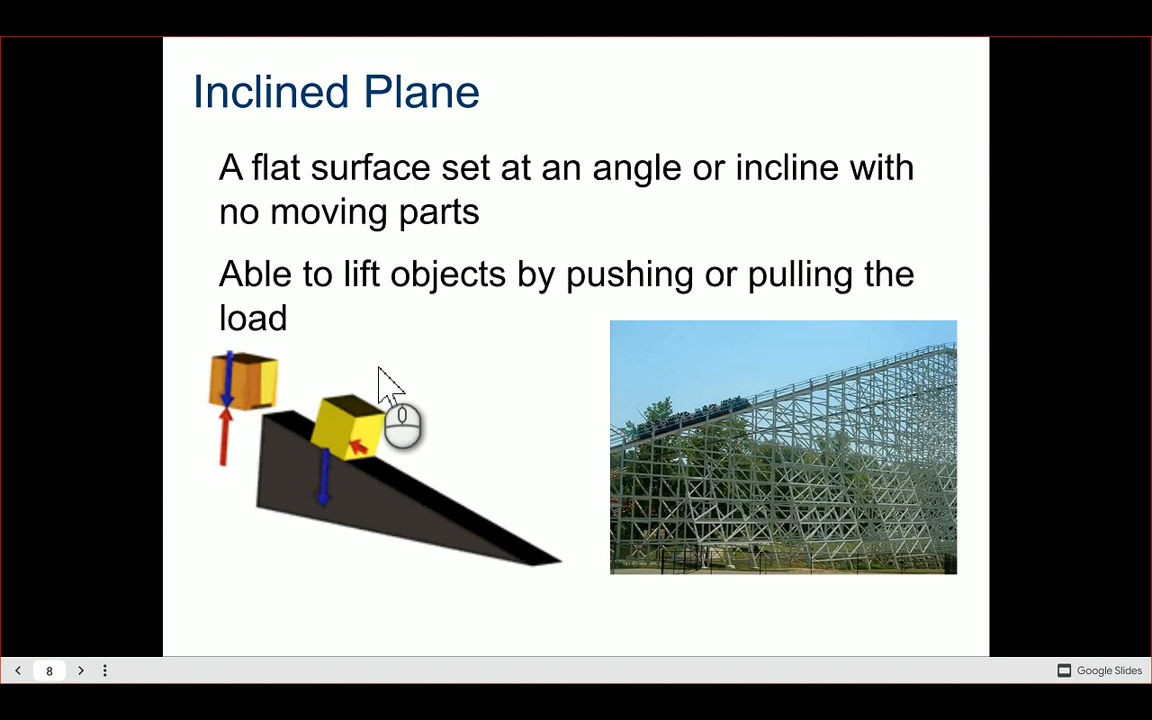 Inclined Plane
A flat surface set at an angle or incline with
no moving parts
Able to lift objects by pushing or pulling the
load
8
Google Slides